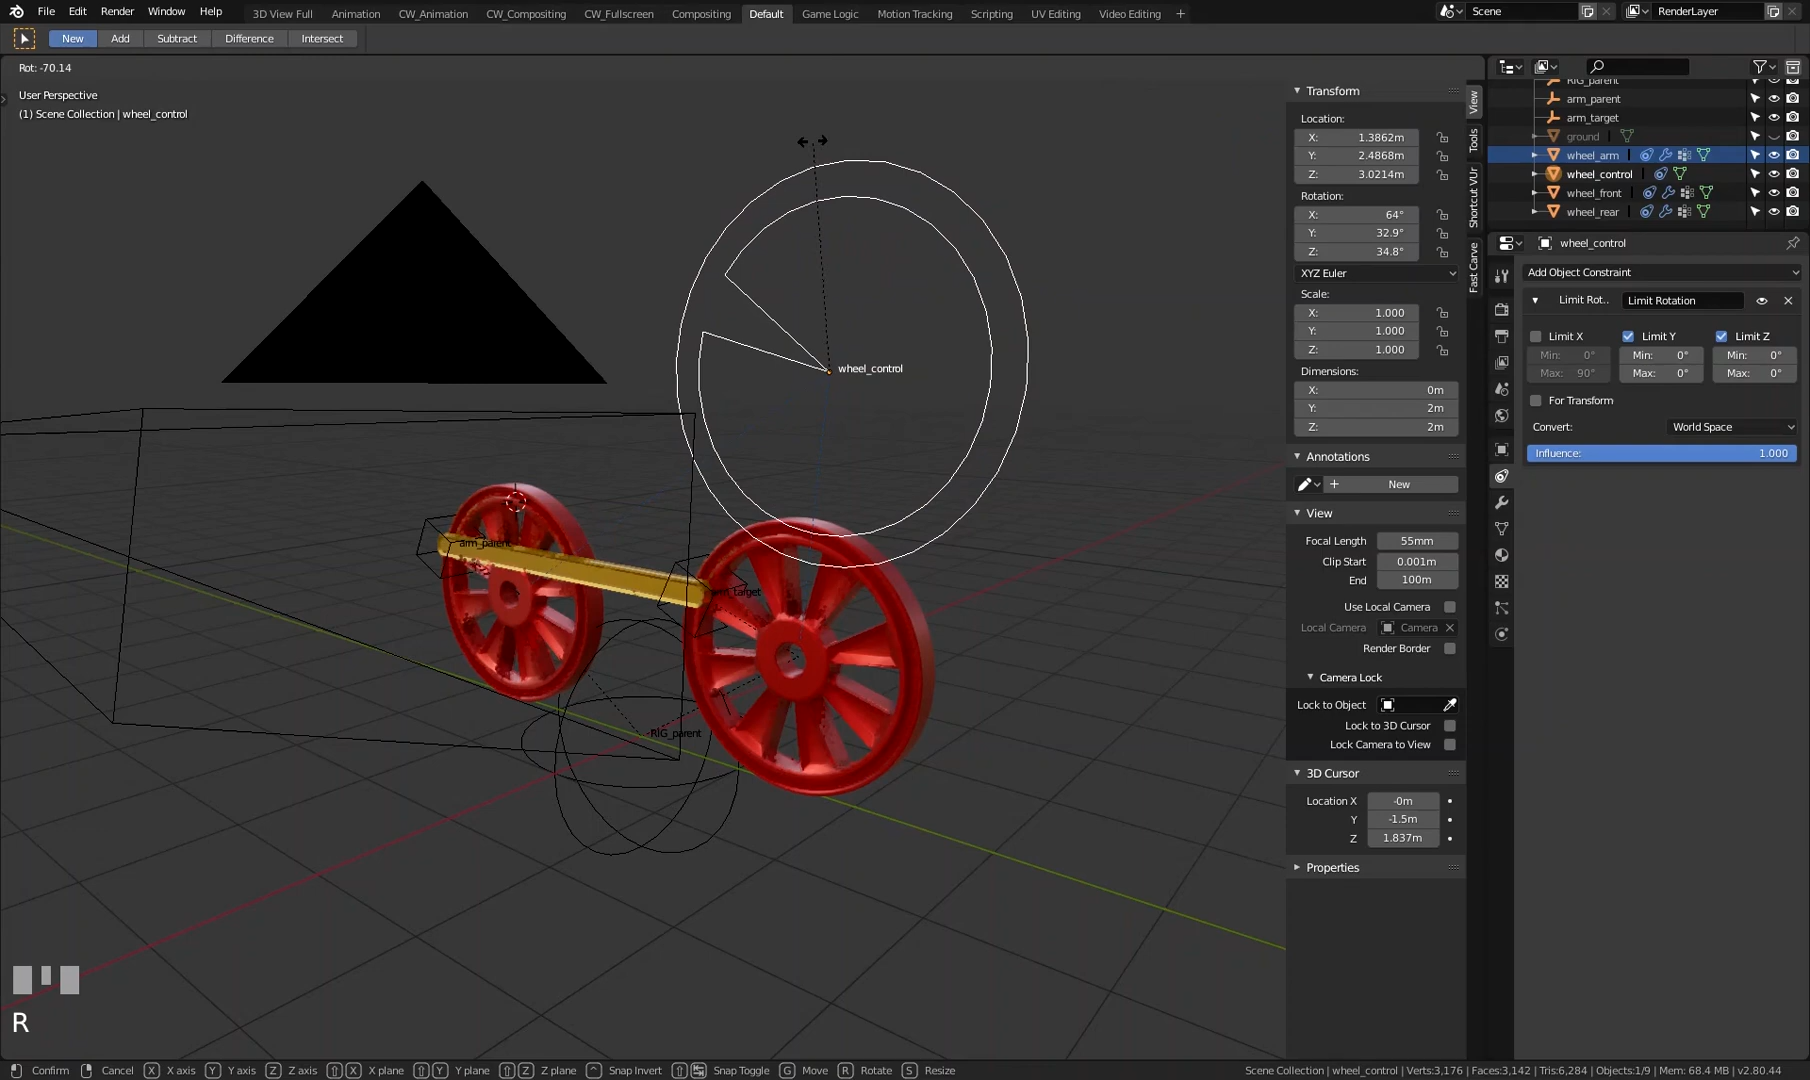 File Edit Render Window Help 3D View Full Animation CW_Animation CW_Compositing CW_Fullscreen Compositing Default Game Logic Motion Tracking Scripting UV Editing Video Editing + Scene RenderLayer
New Add Subtract Difference Intersect
Rot: -70.14
User Perspective
(1) Scene Collection | wheel_control
wheel_control
arm_parent
RIG_parent
R
Transform
Location:
X: 1.3862m
Y: 2.4868m
Z: 3.0214m
Rotation:
X: 64°
Y: 32.9°
Z: 34.8°
XYZ Euler
Scale:
X: 1.000
Y: 1.000
Z: 1.000
Dimensions:
X: 0m
Y: 2m
Z: 2m
Annotations
+ New
View
Focal Length 55mm
Clip Start 0.001m
End 100m
Use Local Camera
Local Camera Camera
Render Border
Camera Lock
Lock to Object
Lock to 3D Cursor
Lock Camera to View
3D Cursor
Location X -0m
Y -1.5m
Z 1.837m
Properties
View
Tools
Shortcut VUr
Fast Carve
RIG_parent
arm_parent
arm_target
ground
wheel_arm
wheel_control
wheel_front
wheel_rear
wheel_control
Add Object Constraint
Limit Rot.. Limit Rotation
Limit X Limit Y Limit Z
Min: 0° Min: 0° Min: 0°
Max: 90° Max: 0° Max: 0°
For Transform
Convert: World Space
Influence: 1.000
Confirm Cancel X X axis Y Y axis Z Z axis X X plane Y Y plane Z Z plane Snap Invert Snap Toggle G Move R Rotate S Resize Scene Collection | wheel_control | Verts:3,176 | Faces:3,142 | Tris:6,284 | Objects:1/9 | Mem: 68.4 MB | v2.80.44